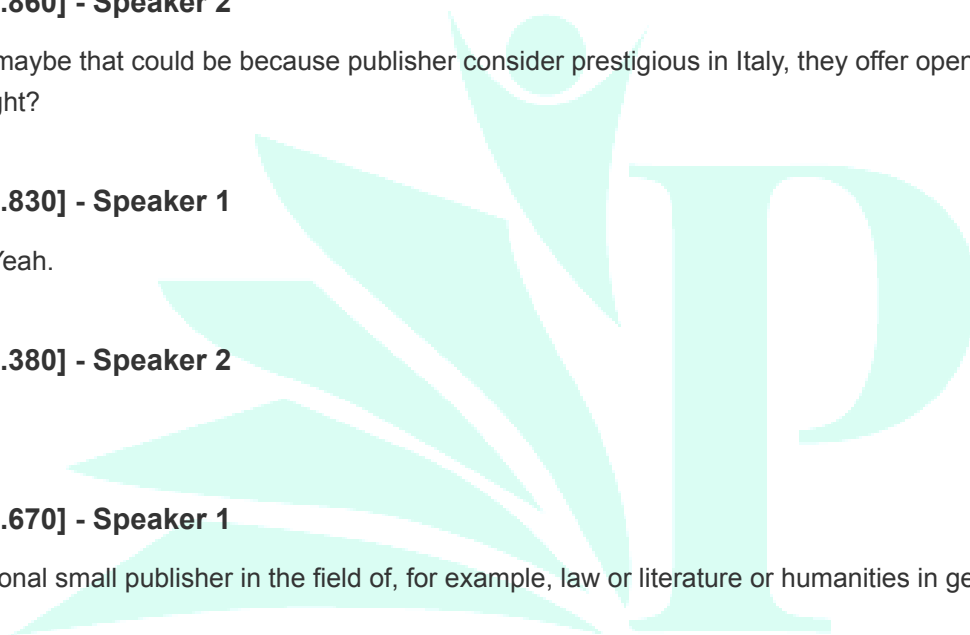 .860] - Speaker 2
maybe that could be because publisher consider prestigious in Italy, they offer open
ght?
.830] - Speaker 1
Yeah.
.380] - Speaker 2
.670] - Speaker 1
onal small publisher in the field of, for example, law or literature or humanities in ge
P